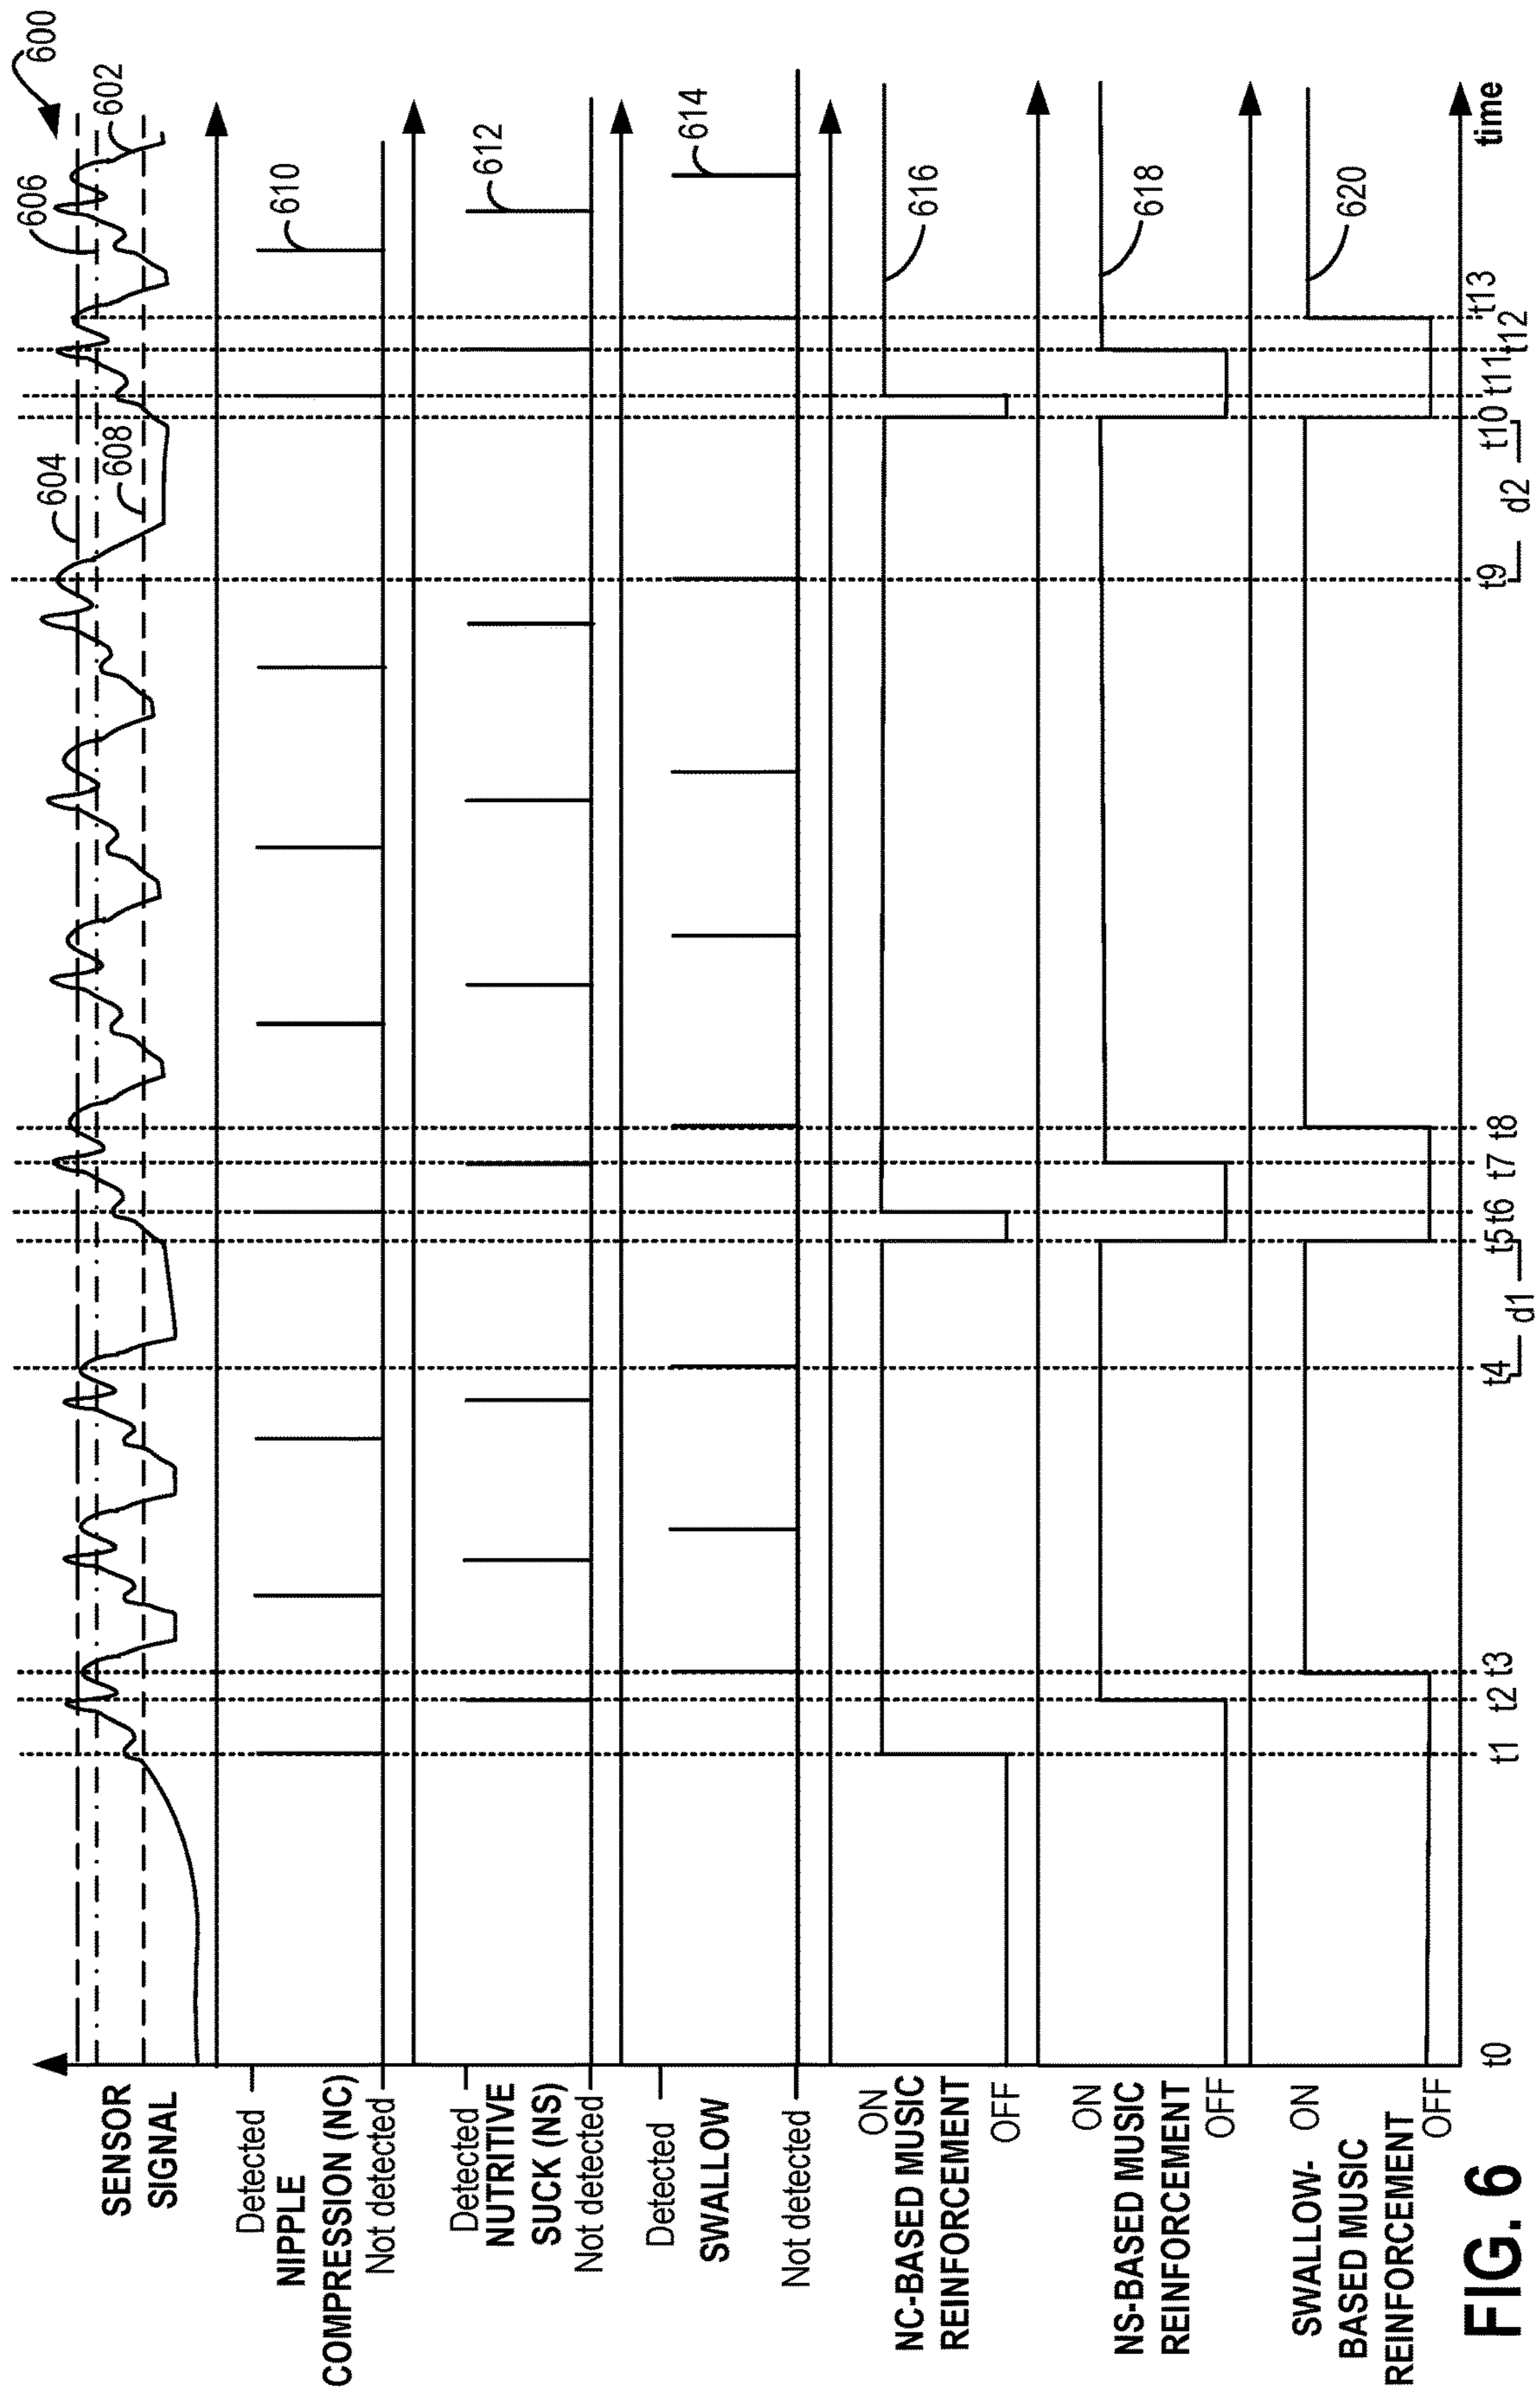 600
602
606
604
608
SENSOR
SIGNAL
610
Detected
NIPPLE
COMPRESSION (NC)
Not detected
612
Detected
NUTRITIVE
SUCK (NS)
Not detected
614
Detected
SWALLOW
Not detected
616
ON
NC-BASED MUSIC
REINFORCEMENT
OFF
618
ON
NS-BASED MUSIC
REINFORCEMENT
OFF
620
ON
SWALLOW-
BASED MUSIC
REINFORCEMENT
OFF
t0 t1 t2 t3 t4 t5 t6 t7 t8 t9 t10 t11 t12 t13
time
d1 d2
FIG. 6